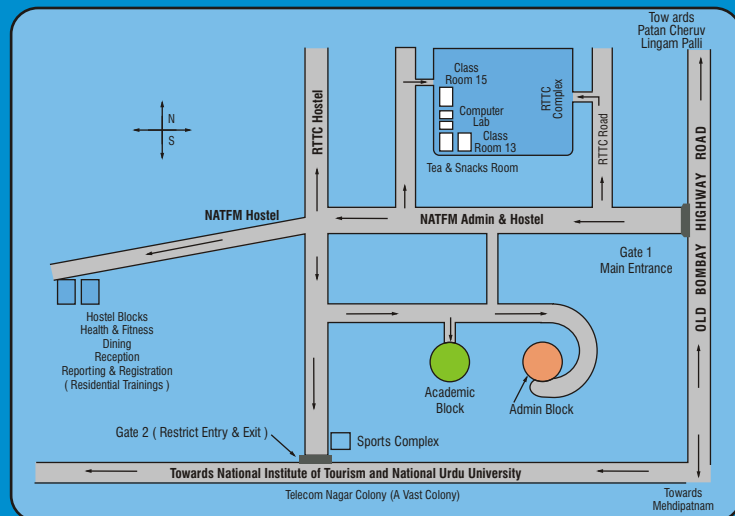 Tow ards
Patan Cheruv
Lingam Palli
Class
Room 15
Computer
Lab
Class
Room 13
RTTC
Complex
Tea & Snacks Room
RTTC Hostel
RTTC Road
N
S
NATFM Hostel
NATFM Admin & Hostel
OLD BOMBAY HIGHWAY ROAD
Gate 1
Main Entrance
Hostel Blocks
Health & Fitness
Dining
Reception
Reporting & Registration
( Residential Trainings )
Academic
Block
Admin Block
Gate 2 ( Restrict Entry & Exit )
Sports Complex
Towards National Institute of Tourism and National Urdu University
Telecom Nagar Colony (A Vast Colony)
Towards
Mehdipatnam